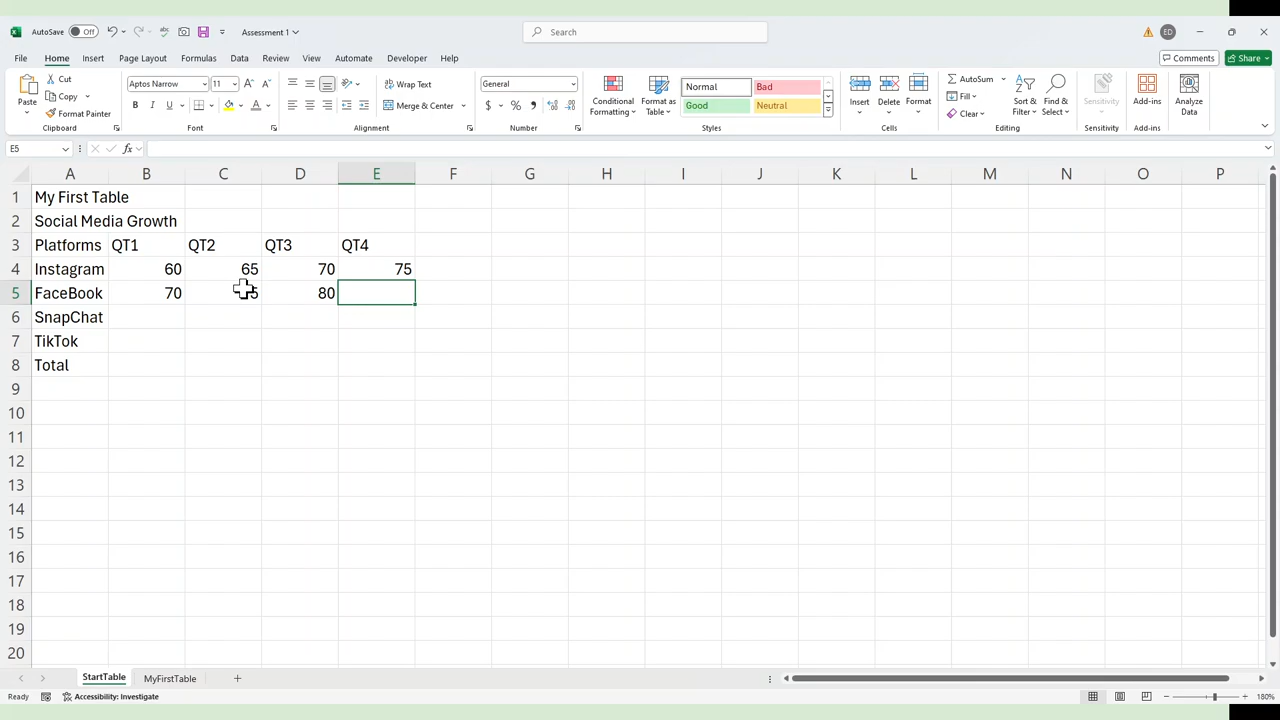 AutoSave Off Assessment 1 Search ED
File Home Insert Page Layout Formulas Data Review View Automate Developer Help Comments Share
Paste Cut Copy Format Painter Clipboard
Aptos Narrow 11 B I U A Font
Wrap Text Merge & Center Alignment
General $ % Number
Conditional Formatting Format as Table Normal Bad Good Neutral Styles
Insert Delete Format Cells
AutoSum Fill Clear Sort & Filter Find & Select Editing
Sensitivity Sensitivity
Add-ins Add-ins
Analyze Data
E5 fx
A B C D E F G H I J K L M N O P
1 My First Table
2 Social Media Growth
3 Platforms QT1 QT2 QT3 QT4
4 Instagram 60 65 70 75
5 FaceBook 70 80
6 SnapChat
7 TikTok
8 Total
9
10
11
12
13
14
15
16
17
18
19
20
StartTable MyFirstTable
Ready Accessibility: Investigate 180%